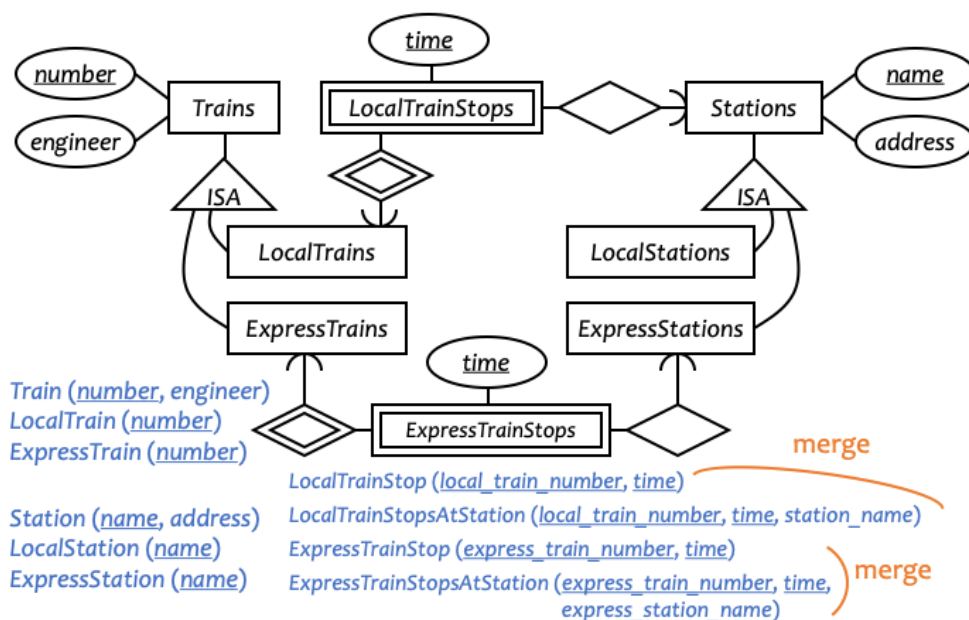 time
number
Trains
LocalTrainStops
Stations
name
engineer
address
ISA
ISA
LocalTrains
LocalStations
ExpressTrains
ExpressStations
time
ExpressTrainStops
Train (number, engineer)
LocalTrain (number)
ExpressTrain (number)
Station (name, address)
LocalStation (name)
ExpressStation (name)
LocalTrainStop (local_train_number, time)
LocalTrainStopsAtStation (local_train_number, time, station_name)
merge
ExpressTrainStop (express_train_number, time)
ExpressTrainStopsAtStation (express_train_number, time,
express_station_name)
merge